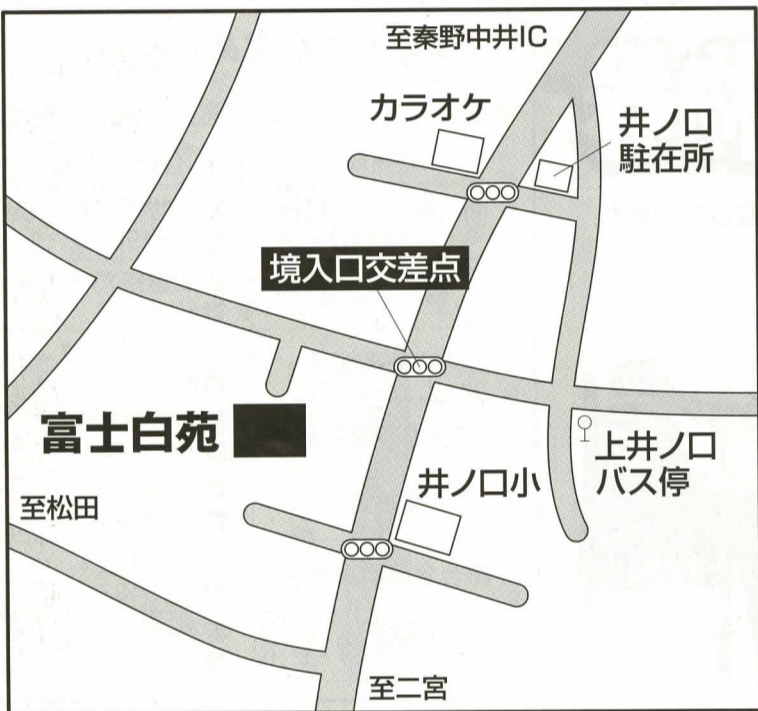 至秦野中井IC
カラオケ
井ノ口
駐在所
境入口交差点
富士白苑
上井ノ口
バス停
井ノ口小
至松田
至二宮